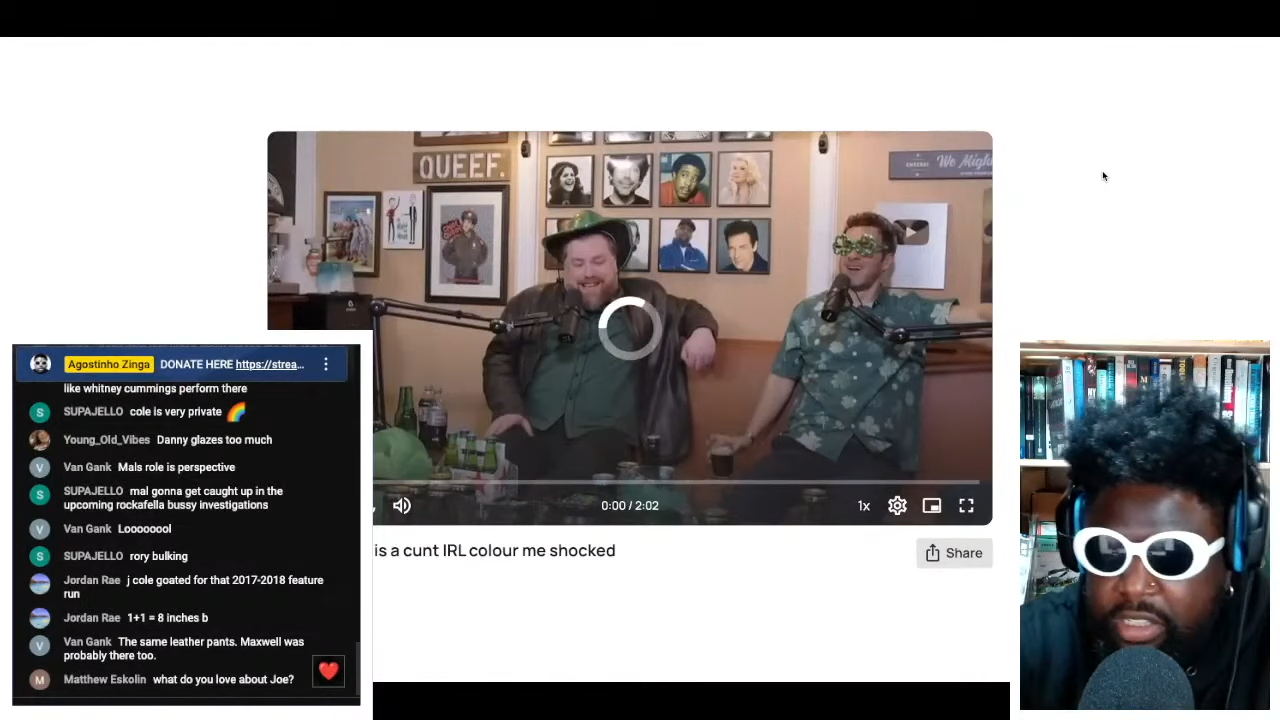 QUEEF.
We Migh
0:00 / 2:02
1x
is a cunt IRL colour me shocked
Share
Agostinho Zinga DONATE HERE https://strea...
like whitney cummings perform there
S SUPAJELLO cole is very private 🌈
Young_Old_Vibes Danny glazes too much
V Van Gank Mals role is perspective
S SUPAJELLO mal gonna get caught up in the
upcoming rockafella bussy investigations
V Van Gank Looooool
S SUPAJELLO rory bulking
Jordan Rae j cole goated for that 2017-2018 feature
run
Jordan Rae 1+1 = 8 inches b
V Van Gank The same leather pants. Maxwell was
probably there too.
M Matthew Eskolin what do you love about Joe?